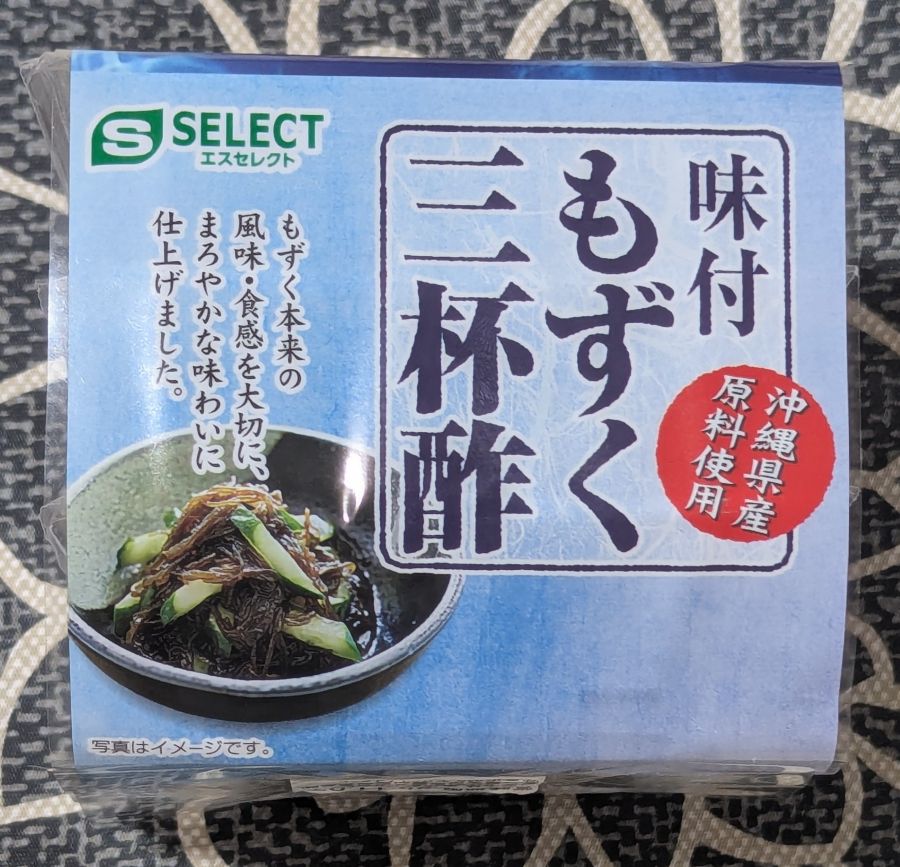 S SELECT
エスセレクト
味付
もずく
三杯酢
沖縄県産
原料使用
もずく本来の
風味・食感を大切に、
まろやかな味わいに
仕上げました。
写真はイメージです。